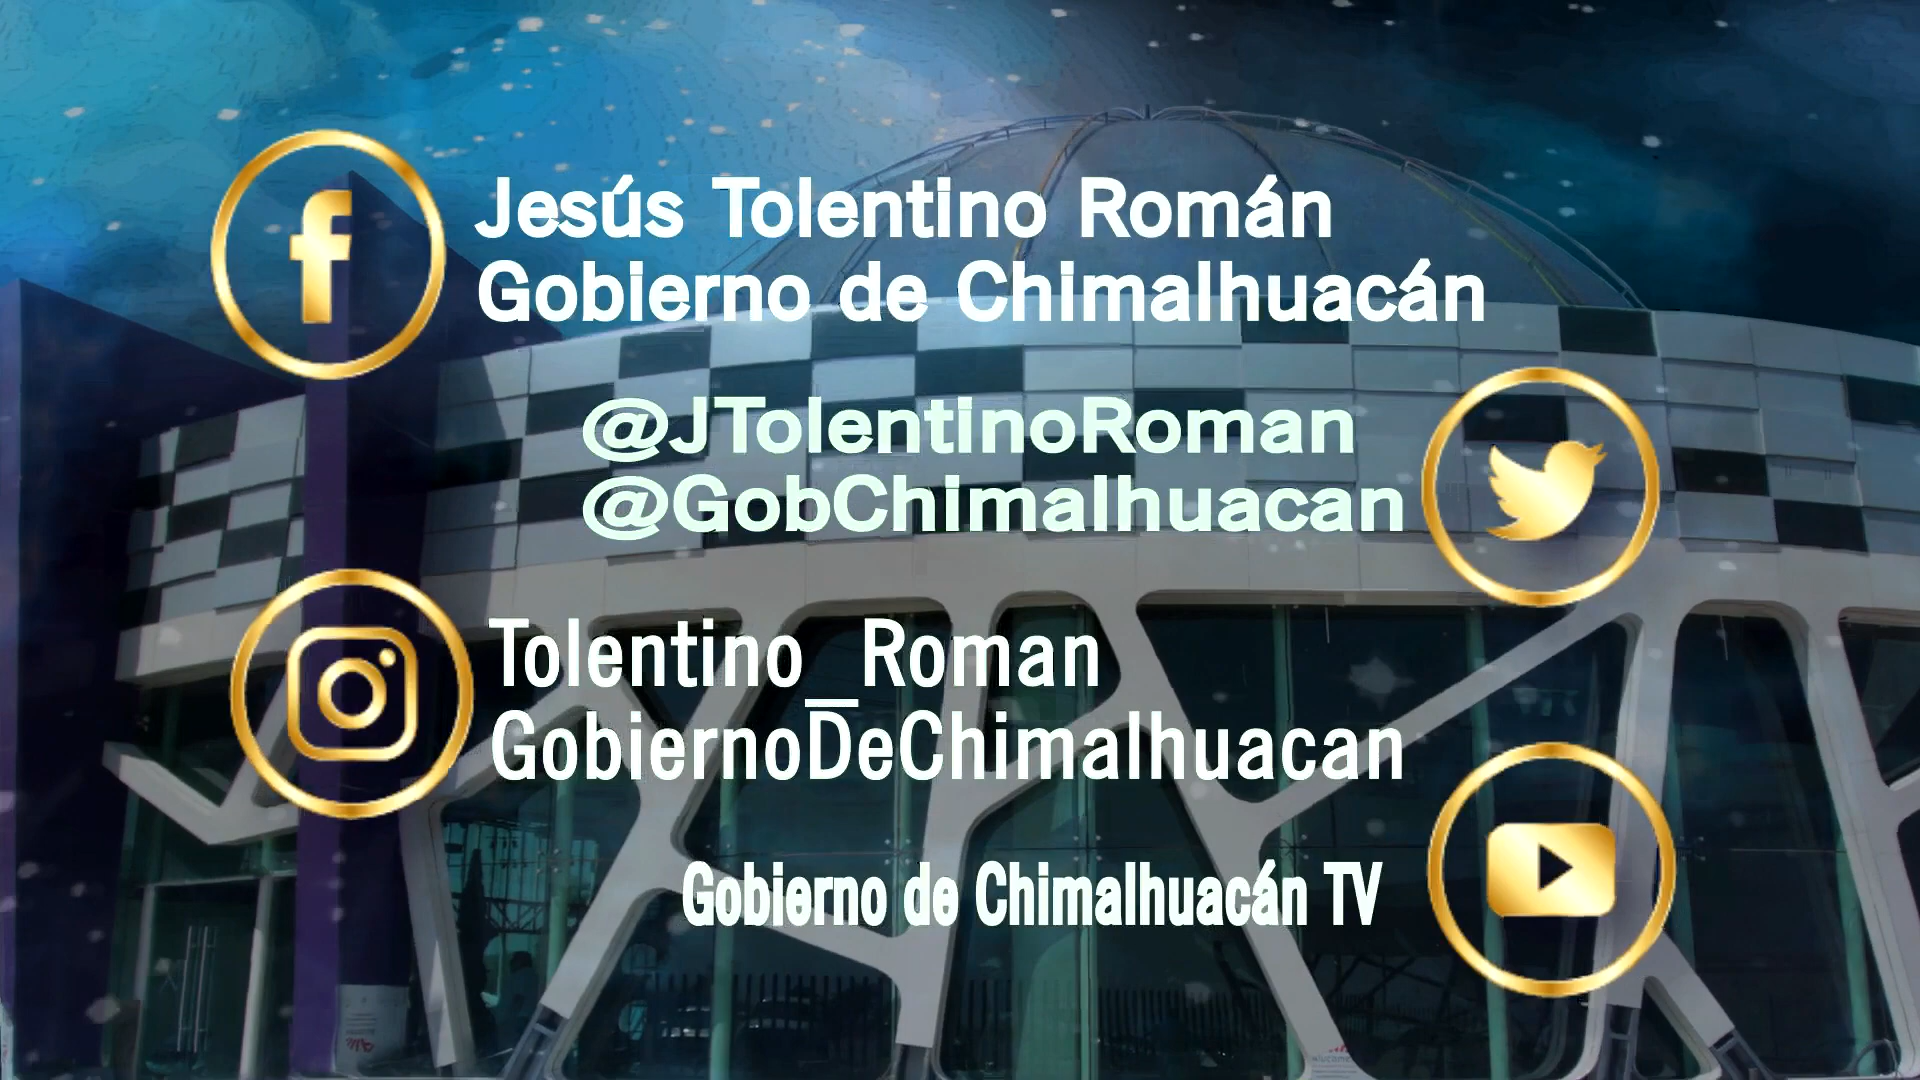 Jesús Tolentino Román
Gobierno de Chimalhuacán
@JTolentinoRoman
@GobChimalhuacan
Tolentino_Roman
GobiernoDeChimalhuacan
Gobierno de Chimalhuacán TV